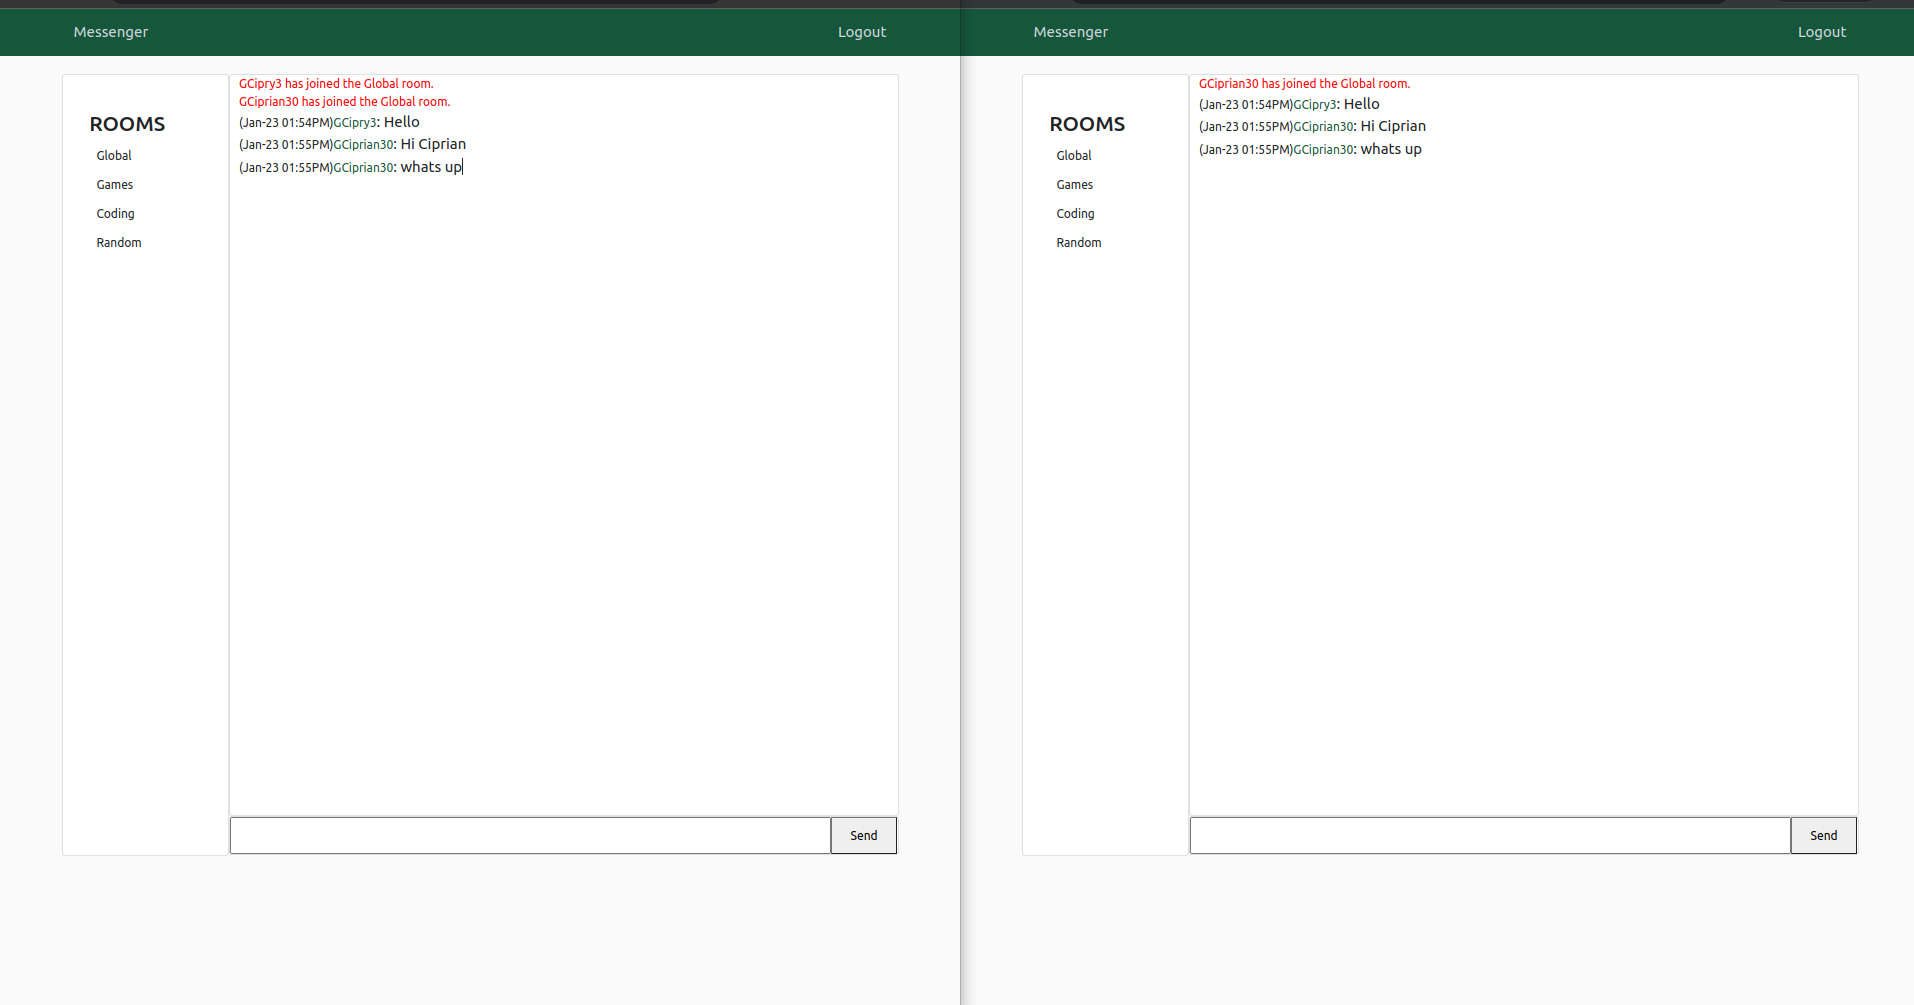 Messenger Logout
ROOMS
Global
Games
Coding
Random
GCipry3 has joined the Global room.
GCiprian30 has joined the Global room.
(Jan-23 01:54PM)GCipry3: Hello
(Jan-23 01:55PM)GCiprian30: Hi Ciprian
(Jan-23 01:55PM)GCiprian30: whats up
Send
Messenger Logout
ROOMS
Global
Games
Coding
Random
GCiprian30 has joined the Global room.
(Jan-23 01:54PM)GCipry3: Hello
(Jan-23 01:55PM)GCiprian30: Hi Ciprian
(Jan-23 01:55PM)GCiprian30: whats up
Send